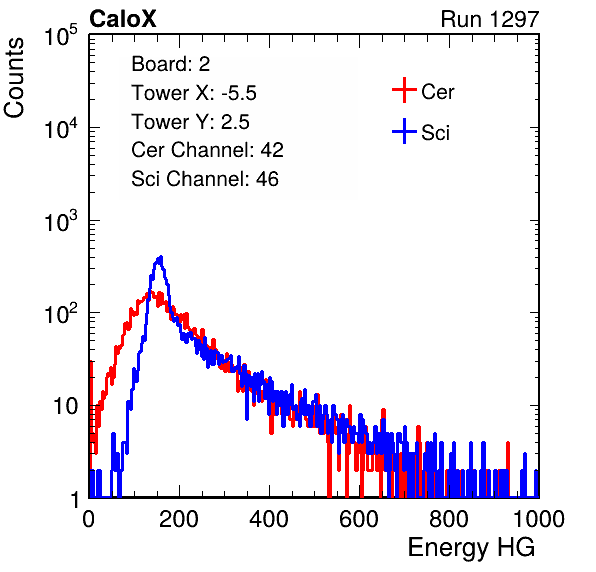 CaloX Run 1297
Counts
10^5
10^4
10^3
10^2
10
1
Board: 2
Tower X: -5.5
Tower Y: 2.5
Cer Channel: 42
Sci Channel: 46
Cer
Sci
0 200 400 600 800 1000
Energy HG